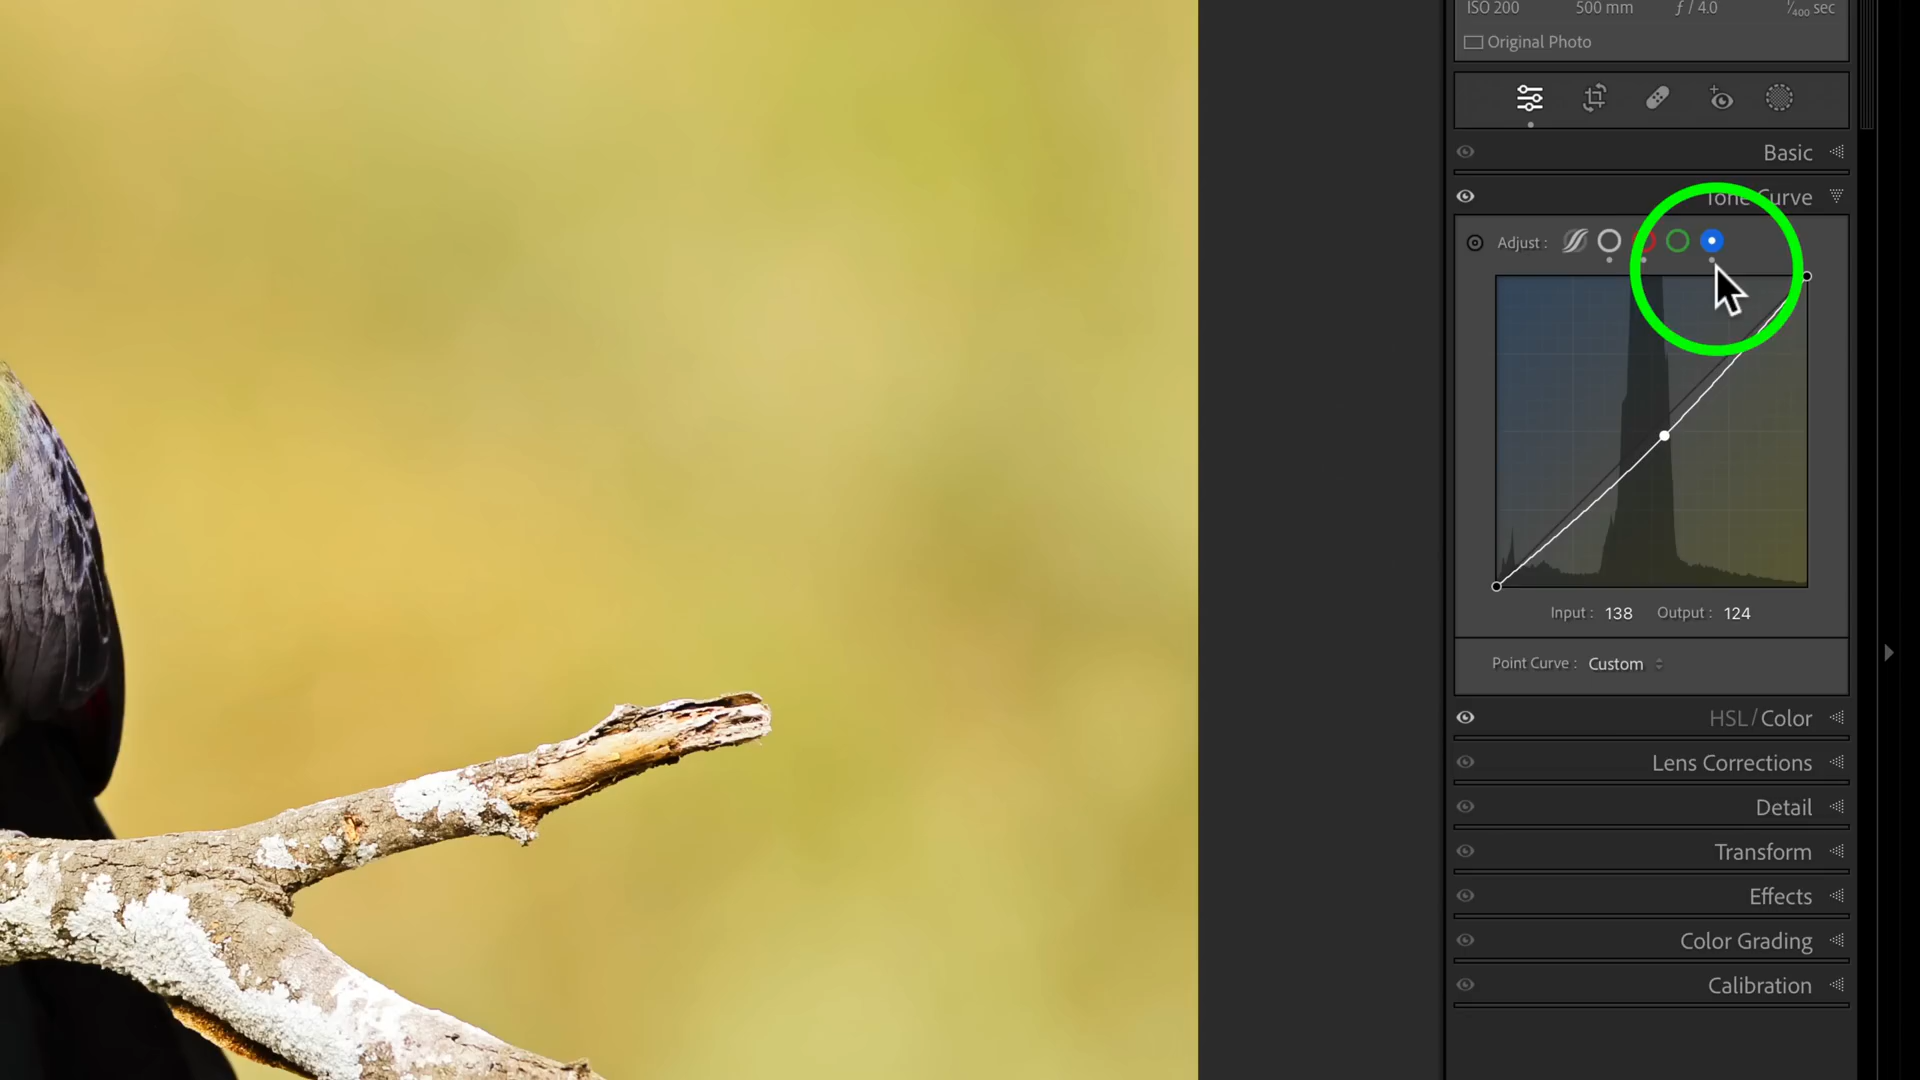 ISO 200 500 mm ƒ / 4.0 1/400 sec
Original Photo
Basic
Tone Curve
Adjust :
Input : 138 Output : 124
Point Curve : Custom
HSL / Color
Lens Corrections
Detail
Transform
Effects
Color Grading
Calibration